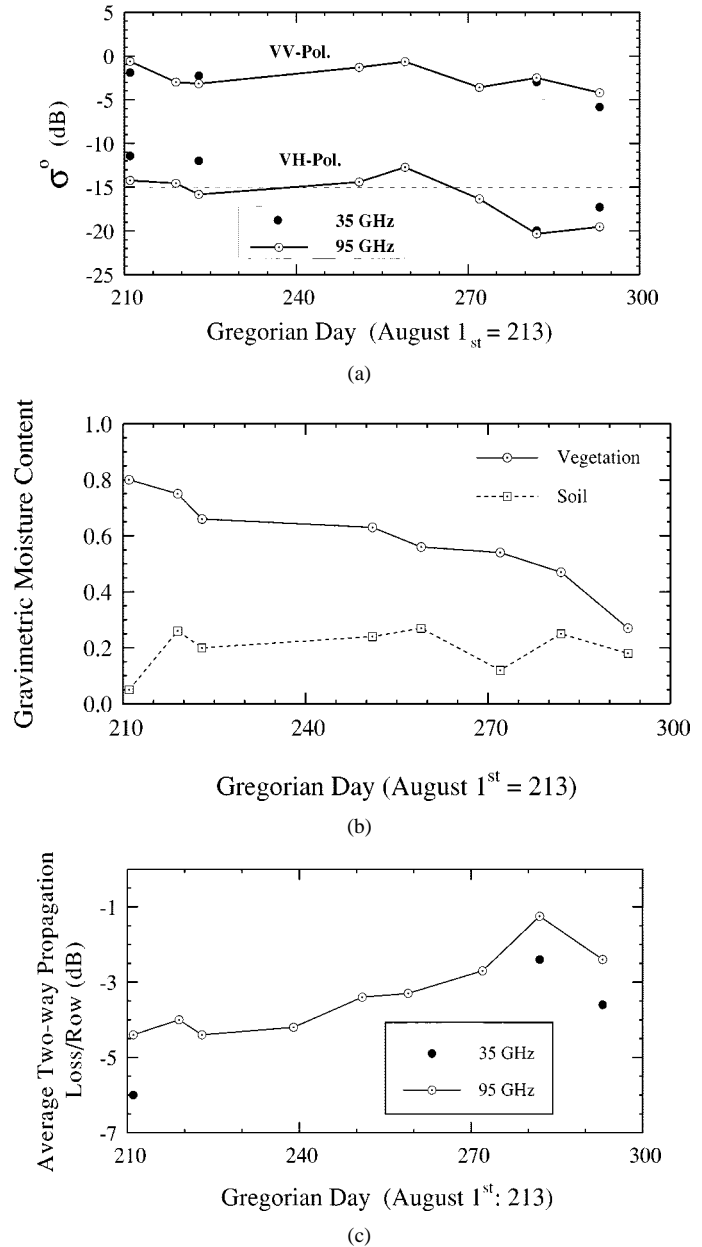 5
0
-5
-10
-15
-20
-25
σ° (dB)
VV-Pol.
VH-Pol.
35 GHz
95 GHz
210 240 270 300
Gregorian Day (August 1st = 213)
(a)
1.0
0.8
0.6
0.4
0.2
0.0
Gravimetric Moisture Content
Vegetation
Soil
210 240 270 300
Gregorian Day (August 1st = 213)
(b)
-1
-3
-5
-7
Average Two-way Propagation
Loss/Row (dB)
35 GHz
95 GHz
210 240 270 300
Gregorian Day (August 1st: 213)
(c)